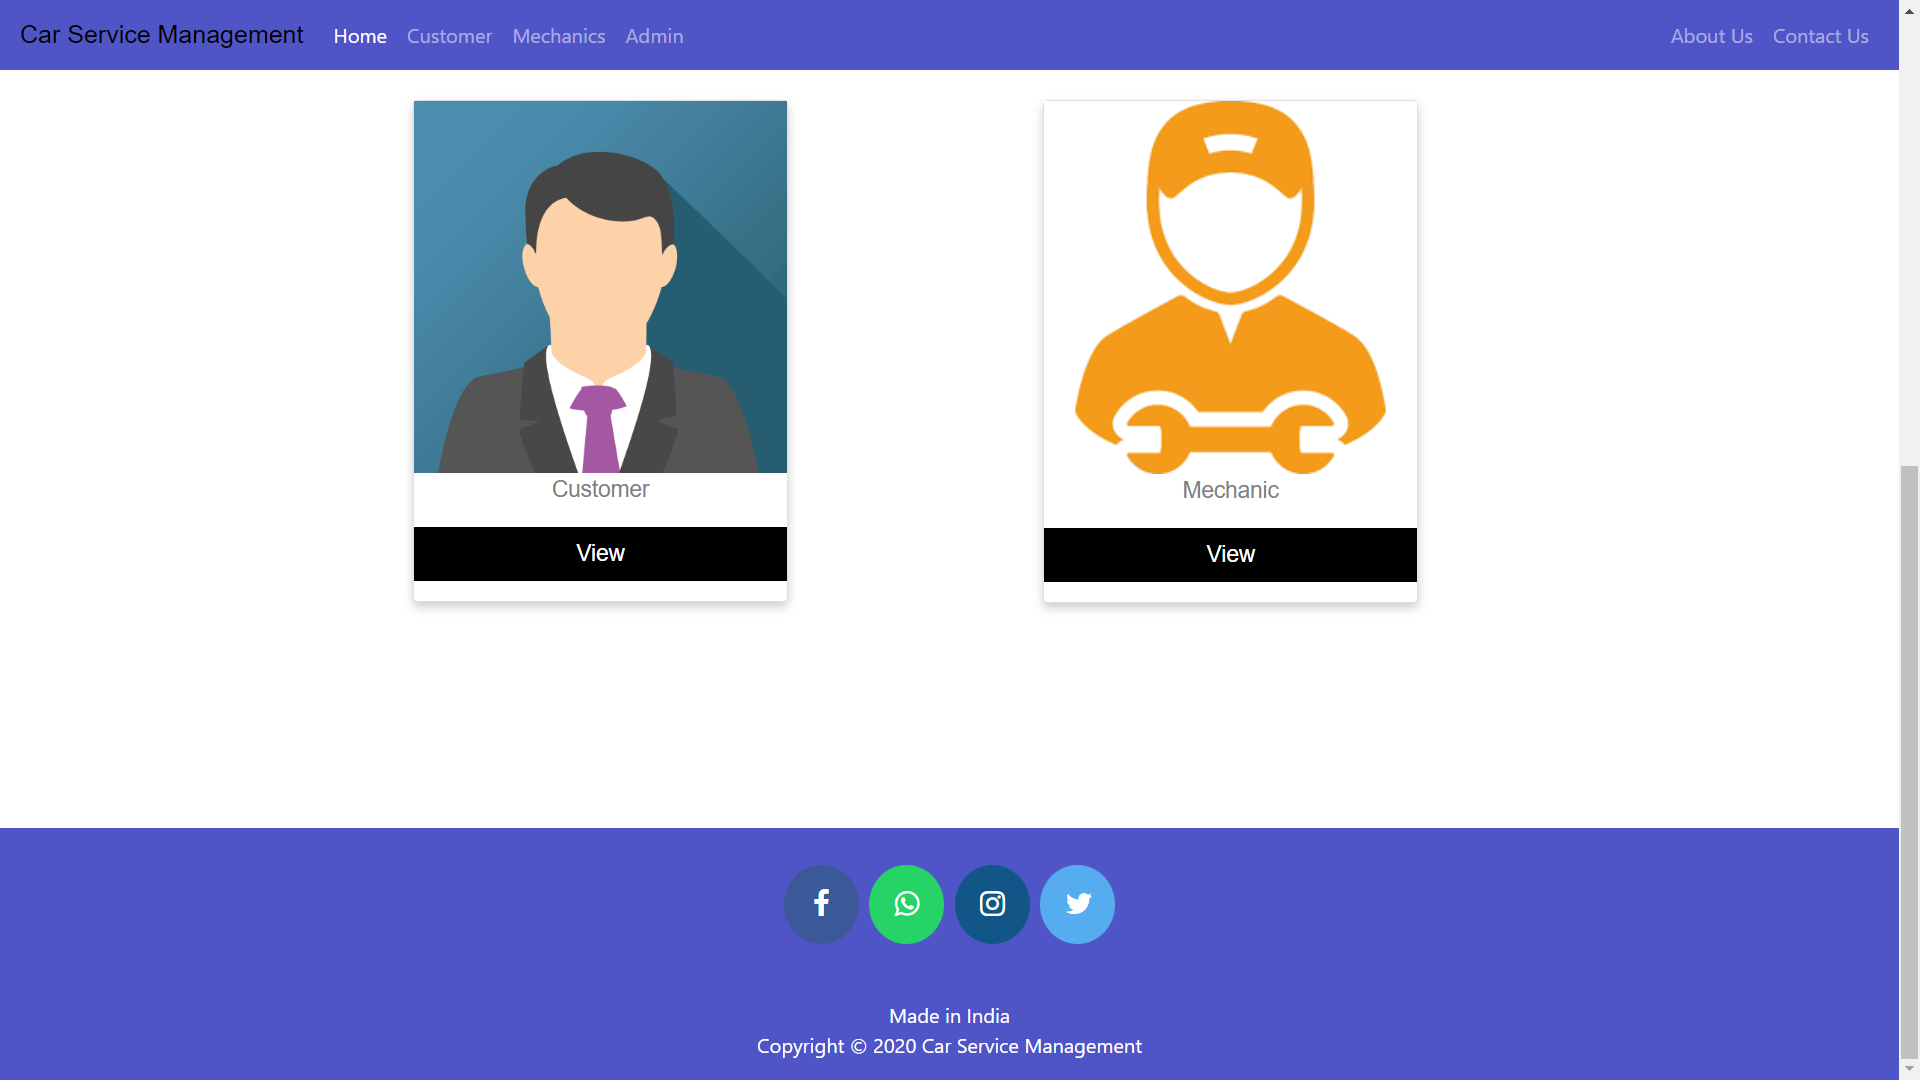 Car Service Management Home Customer Mechanics Admin About Us Contact Us
Customer
View
Mechanic
View
Made in India
Copyright © 2020 Car Service Management